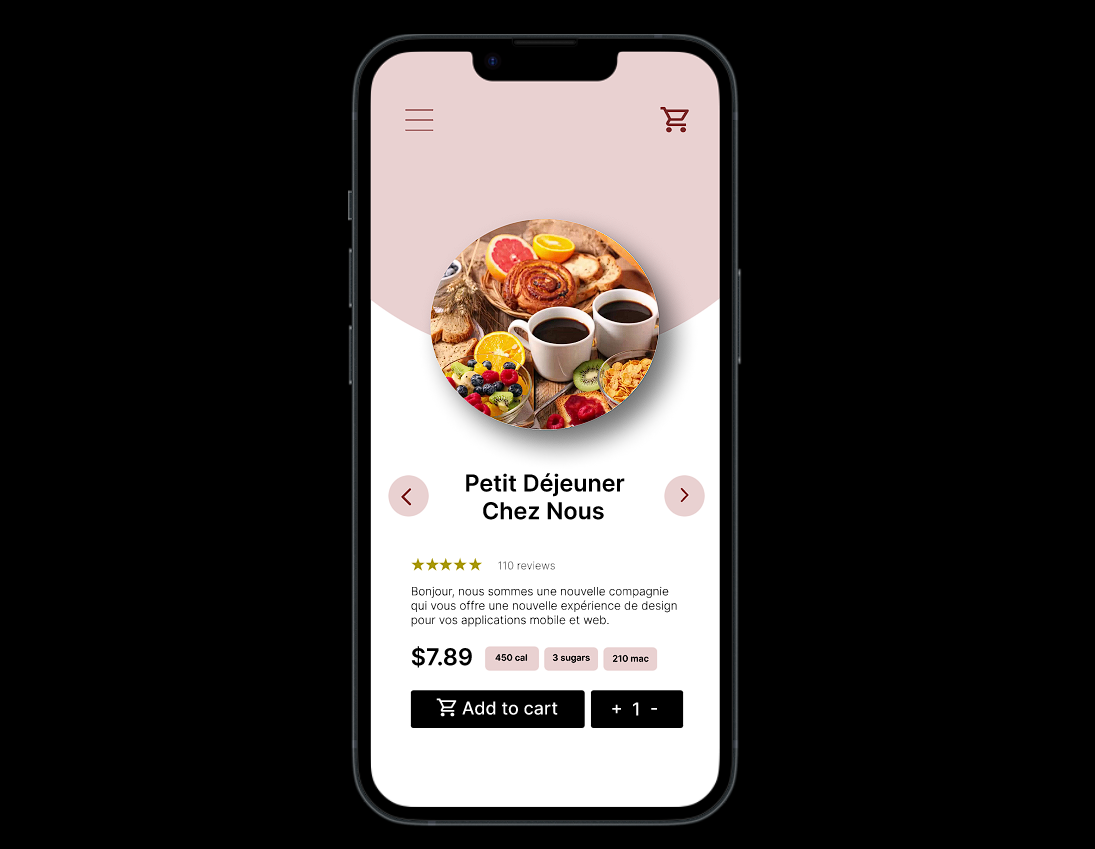 Petit Déjeuner
Chez Nous
★★★★★ 110 reviews
Bonjour, nous sommes une nouvelle compagnie
qui vous offre une nouvelle expérience de design
pour vos applications mobile et web.
$7.89 450 cal 3 sugars 210 mac
Add to cart + 1 -